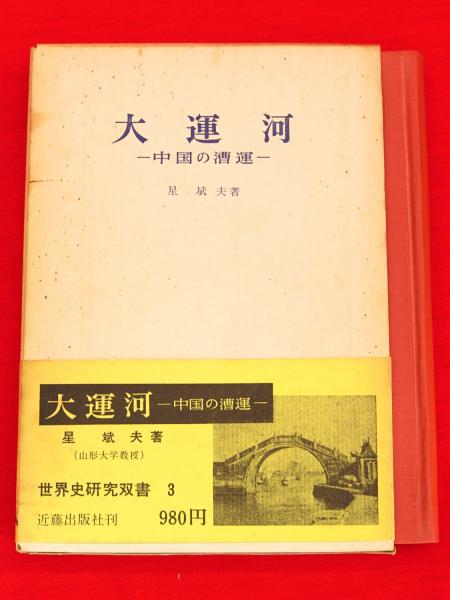 大運河
―中国の漕運―
星斌夫著
大運河―中国の漕運―
星斌夫著
(山形大学教授)
世界史研究双書 3
近藤出版社刊 980円